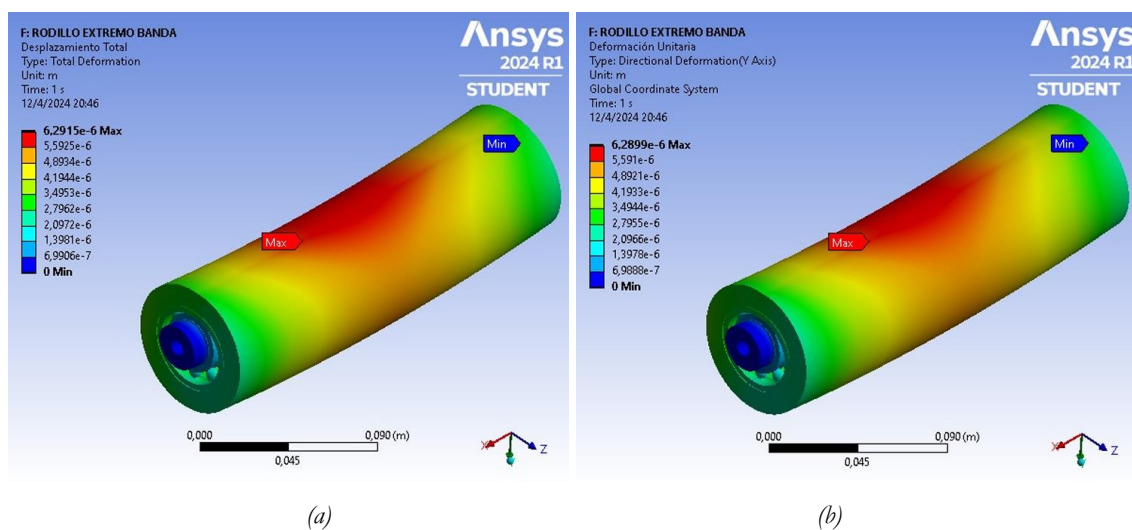 F: RODILLO EXTREMO BANDA
Desplazamiento Total
Type: Total Deformation
Unit: m
Time: 1 s
12/4/2024 20:46
6,2915e-6 Max
5,5925e-6
4,8934e-6
4,1944e-6
3,4953e-6
2,7962e-6
2,0972e-6
1,3981e-6
6,9906e-7
0 Min
Ansys
2024 R1
STUDENT
Min
Max
0,000
0,090 (m)
0,045
X
Y
Z
(a)
F: RODILLO EXTREMO BANDA
Deformación Unitaria
Type: Directional Deformation(Y Axis)
Unit: m
Global Coordinate System
Time: 1 s
12/4/2024 20:46
6,2899e-6 Max
5,591e-6
4,8921e-6
4,1933e-6
3,4944e-6
2,7955e-6
2,0966e-6
1,3978e-6
6,9888e-7
0 Min
Ansys
2024 R1
STUDENT
Min
Max
0,000
0,090 (m)
0,045
X
Y
Z
(b)